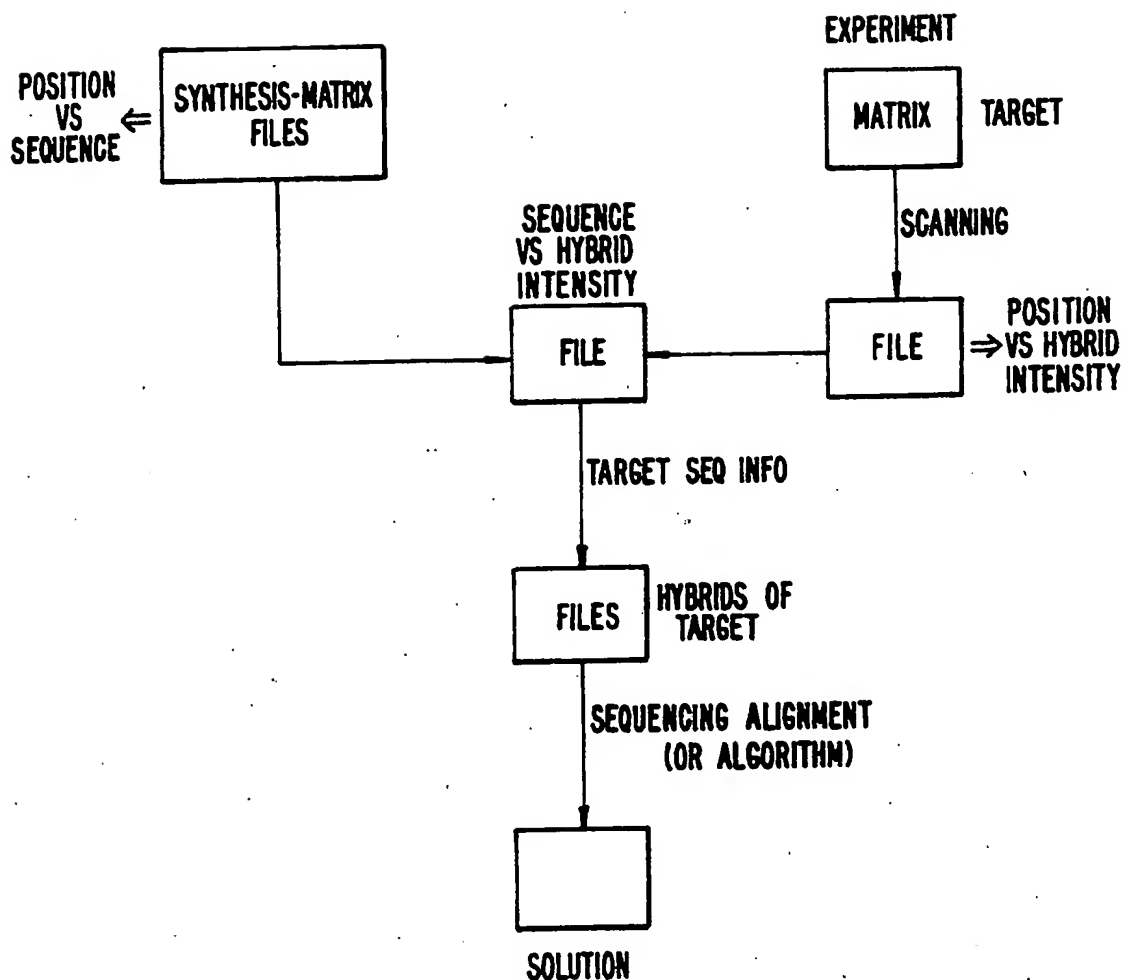 EXPERIMENT
POSITION
VS
SEQUENCE
SYNTHESIS-MATRIX
FILES
MATRIX
TARGET
SCANNING
SEQUENCE
VS HYBRID
INTENSITY
FILE
FILE
POSITION
VS HYBRID
INTENSITY
TARGET SEQ INFO
FILES
HYBRIDS OF
TARGET
SEQUENCING ALIGNMENT
(OR ALGORITHM)
SOLUTION